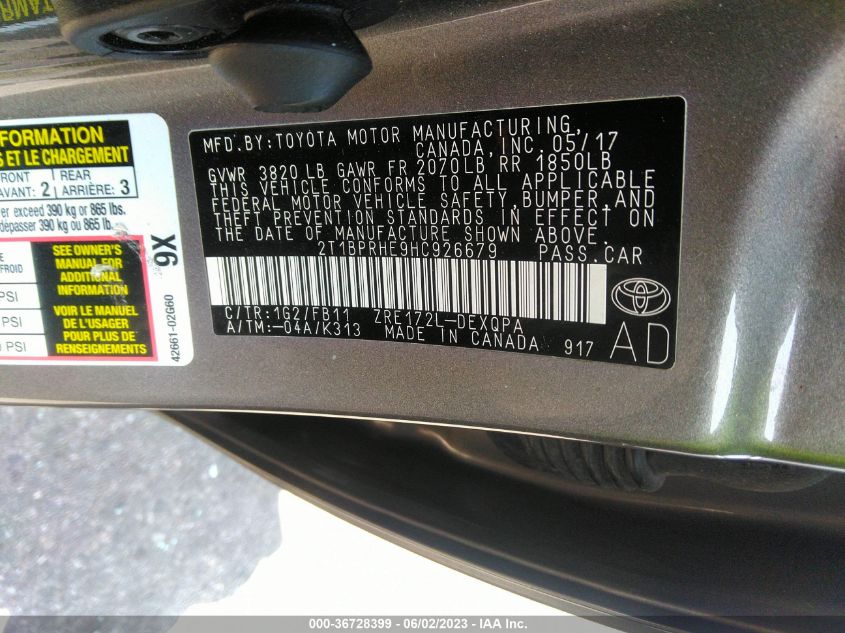 FORMATION
S ET LE CHARGEMENT
FRONT
AVANT: 2
REAR
ARRIÈRE: 3
er exceed 390 kg or 865 lbs.
dépasser 390 kg ou 865 lb.
E
FROID
PSI
PSI
PSI
SEE OWNER'S
MANUAL FOR
ADDITIONAL
INFORMATION
VOIR LE MANUEL
DE L'USAGER
POUR PLUS DE
RENSEIGNEMENTS
9X
42661-02G60
MFD.BY:TOYOTA MOTOR MANUFACTURING,
CANADA, INC.05/17
GVWR 3820LB GAWR FR 2070LB, RR 1850LB
THIS VEHICLE CONFORMS TO ALL APPLICABLE
FEDERAL MOTOR VEHICLE SAFETY, BUMPER, AND
THEFT PREVENTION STANDARDS IN EFFECT ON
THE DATE OF MANUFACTURE SHOWN ABOVE.
2T1BPRHE9HC926679 PASS.CAR
C/TR:1G2/FB11 ZRE172L-DEXQPA
A/TM:-04A/K313 MADE IN CANADA 917
AD
000-36728399 - 06/02/2023 - IAA Inc.